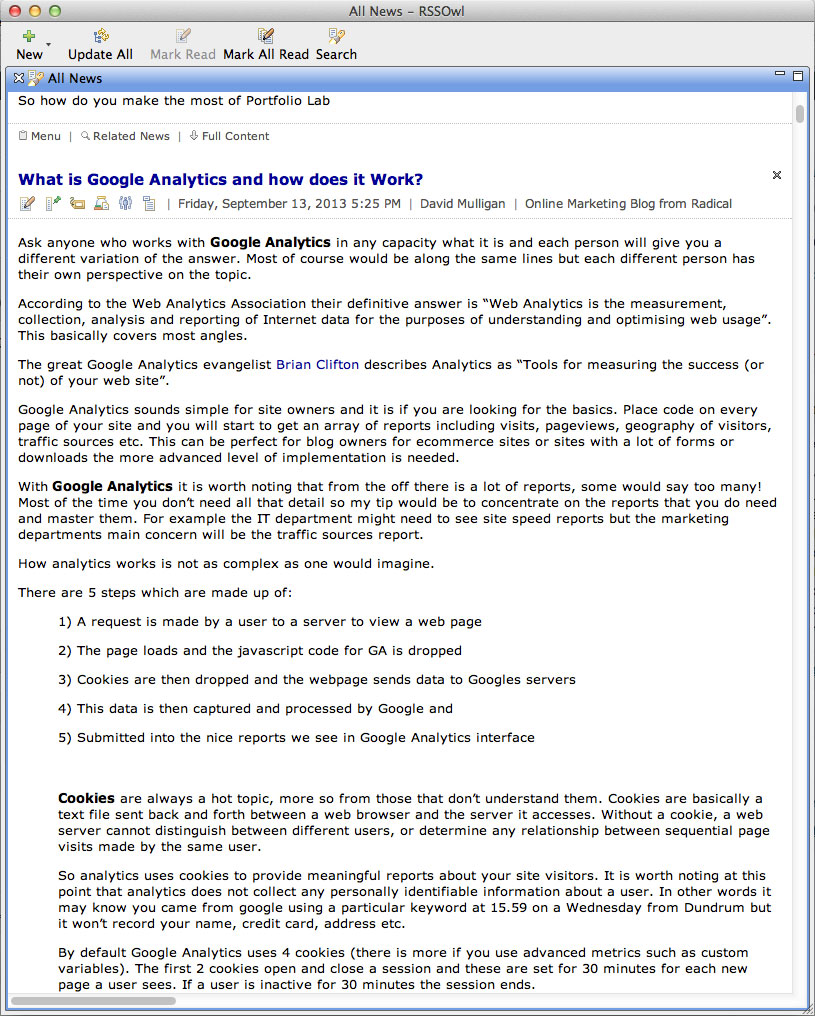 All News – RSSOwl
New
Update All
Mark Read
Mark All Read
Search
All News
So how do you make the most of Portfolio Lab
Menu | Related News | Full Content
What is Google Analytics and how does it Work?
| Friday, September 13, 2013 5:25 PM | David Mulligan | Online Marketing Blog from Radical
Ask anyone who works with Google Analytics in any capacity what it is and each person will give you a
different variation of the answer. Most of course would be along the same lines but each different person has
their own perspective on the topic.
According to the Web Analytics Association their definitive answer is “Web Analytics is the measurement,
collection, analysis and reporting of Internet data for the purposes of understanding and optimising web usage”.
This basically covers most angles.
The great Google Analytics evangelist Brian Clifton describes Analytics as “Tools for measuring the success (or
not) of your web site”.
Google Analytics sounds simple for site owners and it is if you are looking for the basics. Place code on every
page of your site and you will start to get an array of reports including visits, pageviews, geography of visitors,
traffic sources etc. This can be perfect for blog owners for ecommerce sites or sites with a lot of forms or
downloads the more advanced level of implementation is needed.
With Google Analytics it is worth noting that from the off there is a lot of reports, some would say too many!
Most of the time you don’t need all that detail so my tip would be to concentrate on the reports that you do need
and master them. For example the IT department might need to see site speed reports but the marketing
departments main concern will be the traffic sources report.
How analytics works is not as complex as one would imagine.
There are 5 steps which are made up of:
1) A request is made by a user to a server to view a web page
2) The page loads and the javascript code for GA is dropped
3) Cookies are then dropped and the webpage sends data to Googles servers
4) This data is then captured and processed by Google and
5) Submitted into the nice reports we see in Google Analytics interface
Cookies are always a hot topic, more so from those that don’t understand them. Cookies are basically a
text file sent back and forth between a web browser and the server it accesses. Without a cookie, a web
server cannot distinguish between different users, or determine any relationship between sequential page
visits made by the same user.
So analytics uses cookies to provide meaningful reports about your site visitors. It is worth noting at this
point that analytics does not collect any personally identifiable information about a user. In other words it
may know you came from google using a particular keyword at 15.59 on a Wednesday from Dundrum but
it won’t record your name, credit card, address etc.
By default Google Analytics uses 4 cookies (there is more if you use advanced metrics such as custom
variables). The first 2 cookies open and close a session and these are set for 30 minutes for each new
page a user sees. If a user is inactive for 30 minutes the session ends.